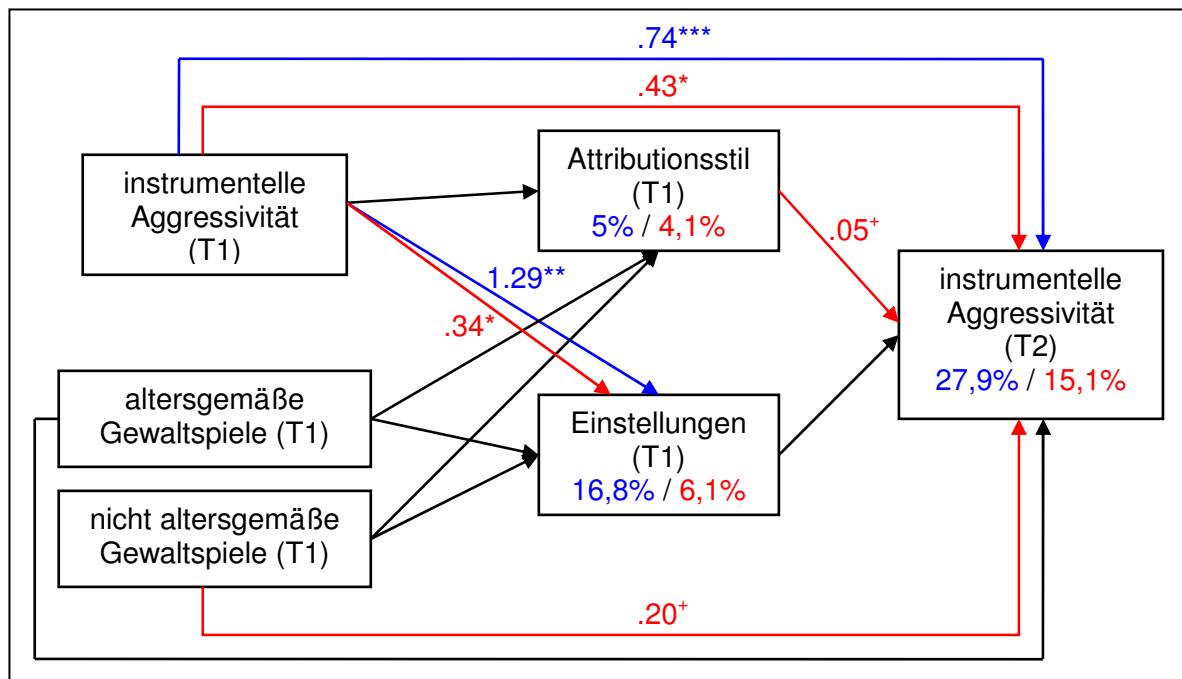 .74***
.43*
instrumentelle
Aggressivität
(T1)
Attributionsstil
(T1)
5% / 4,1%
.05+
1.29**
.34*
instrumentelle
Aggressivität
(T2)
27,9% / 15,1%
altersgemäße
Gewaltspiele (T1)
Einstellungen
(T1)
16,8% / 6,1%
nicht altersgemäße
Gewaltspiele (T1)
.20+